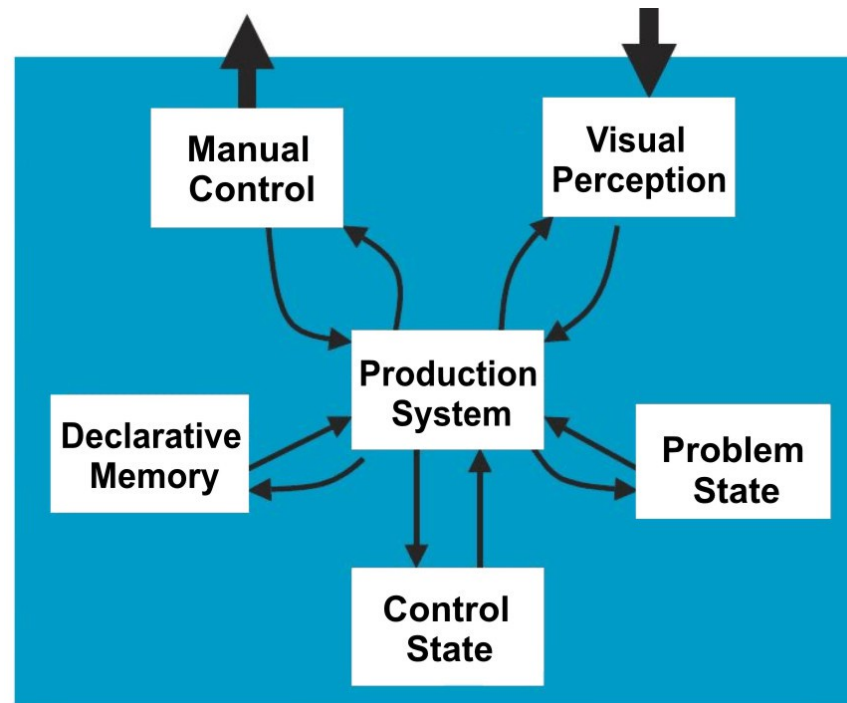 Manual
Control
Visual
Perception
Production
System
Declarative
Memory
Problem
State
Control
State